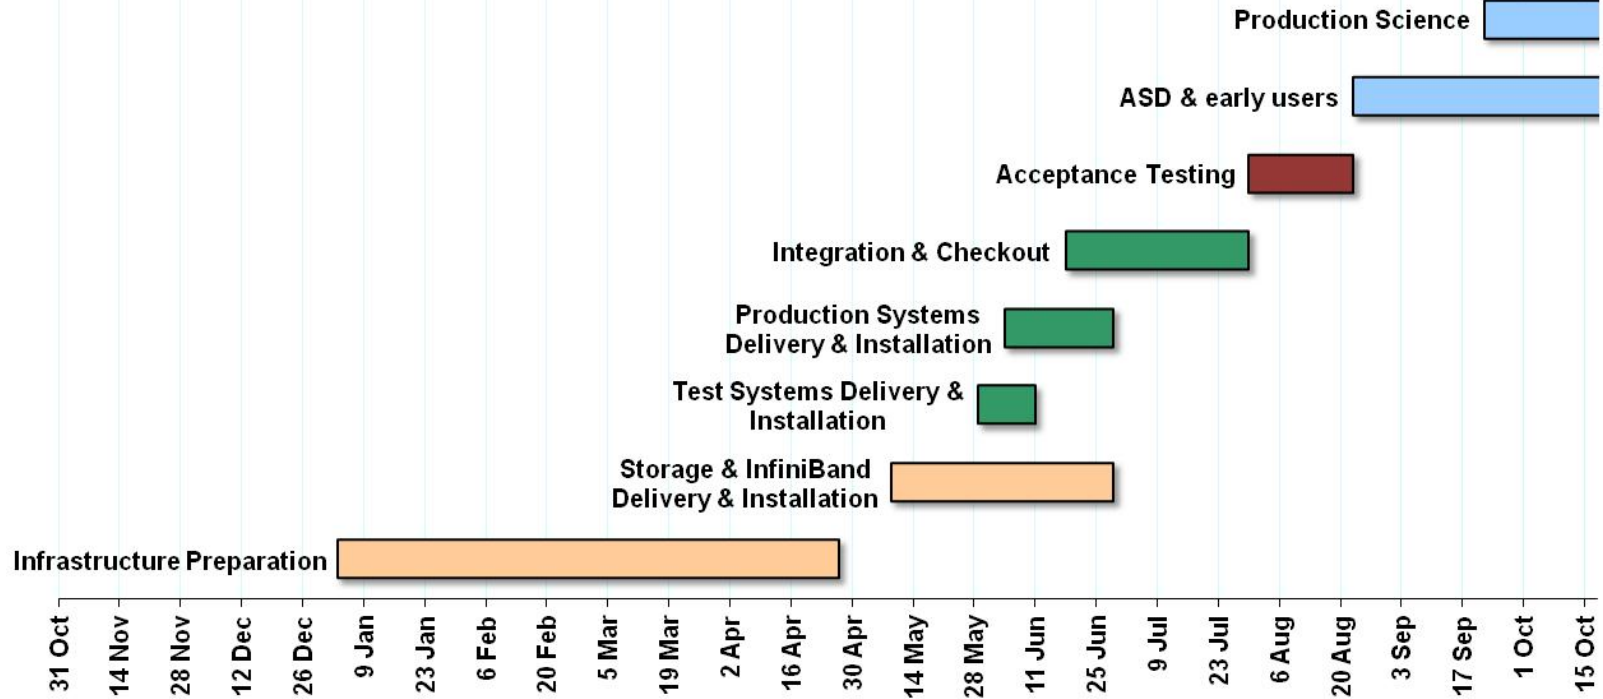 Production Science
ASD & early users
Acceptance Testing
Integration & Checkout
Production Systems
Delivery & Installation
Test Systems Delivery &
Installation
Storage & InfiniBand
Delivery & Installation
Infrastructure Preparation
31 Oct
14 Nov
28 Nov
12 Dec
26 Dec
9 Jan
23 Jan
6 Feb
20 Feb
5 Mar
19 Mar
2 Apr
16 Apr
30 Apr
14 May
28 May
11 Jun
25 Jun
9 Jul
23 Jul
6 Aug
20 Aug
3 Sep
17 Sep
1 Oct
15 Oct